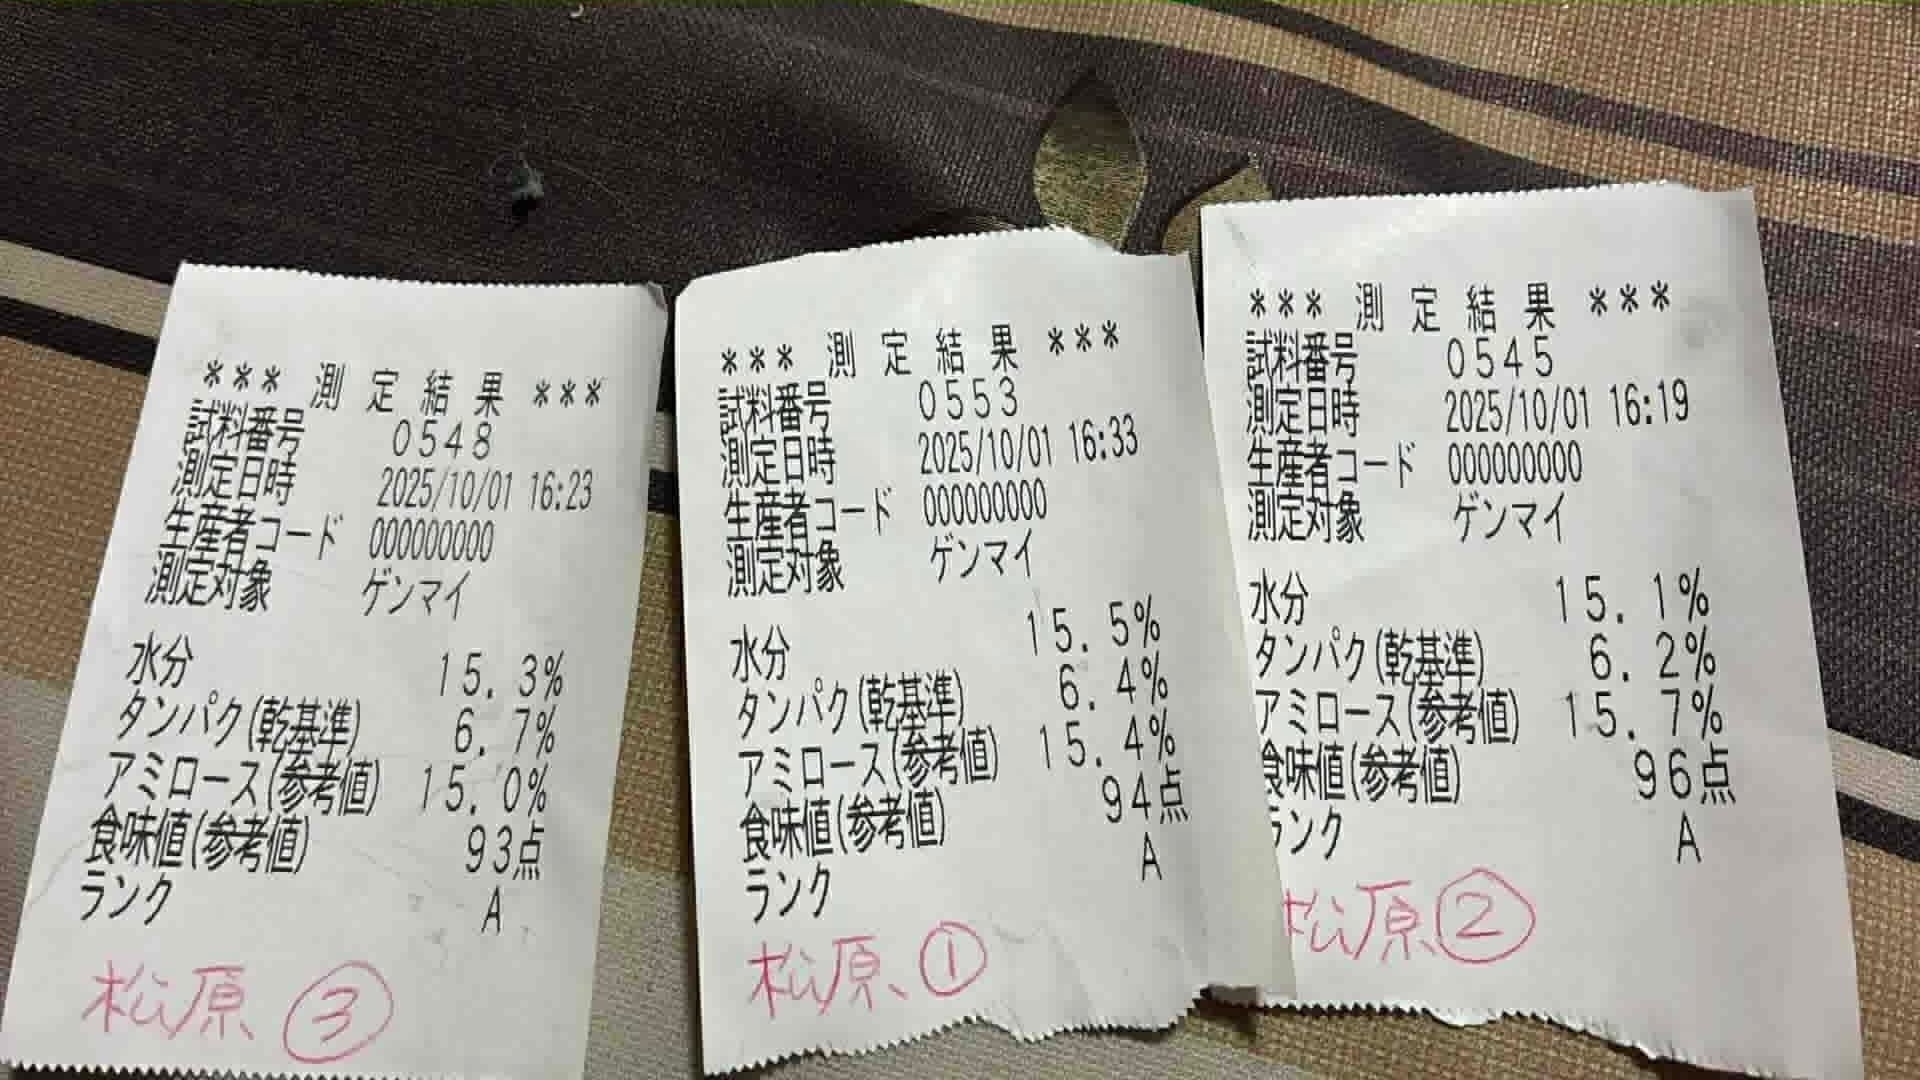 *** 測 定 結 果 ***
試料番号 0548
測定日時 2025/10/01 16:23
生産者コード 000000000
測定対象 ゲンマイ
水分 15.3%
タンパク(乾基準) 6.7%
アミロース(参考値) 15.0%
食味値(参考値) 93点
ランク A
松原 ③
*** 測 定 結 果 ***
試料番号 0553
測定日時 2025/10/01 16:33
生産者コード 000000000
測定対象 ゲンマイ
水分 15.5%
タンパク(乾基準) 6.4%
アミロース(参考値) 15.4%
食味値(参考値) 94点
ランク A
松原 ①
*** 測 定 結 果 ***
試料番号 0545
測定日時 2025/10/01 16:19
生産者コード 000000000
測定対象 ゲンマイ
水分 15.1%
タンパク(乾基準) 6.2%
アミロース(参考値) 15.7%
食味値(参考値) 96点
ランク A
松原 ②